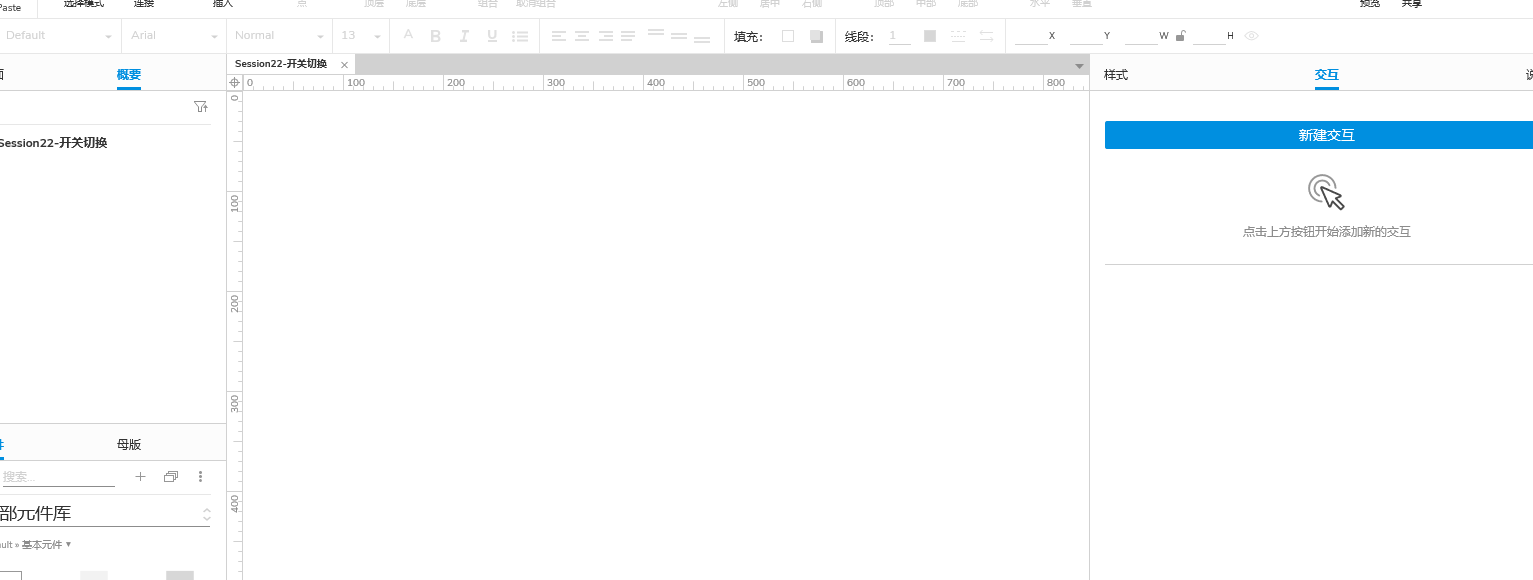 Paste 选择模式 连接 插入 点 顶层 底层 组合 取消组合 左侧 居中 右侧 顶部 中部 底部 水平 垂直 预览 共享
Default Arial Normal 13 A B I U 填充: 线段: 1 X Y W H
面 概要
Session22-开关切换
样式 交互 说
0 100 200 300 400 500 600 700 800
0
100
200
300
400
Session22-开关切换
新建交互
点击上方按钮开始添加新的交互
件 母版
搜索...
部元件库
ult » 基本元件